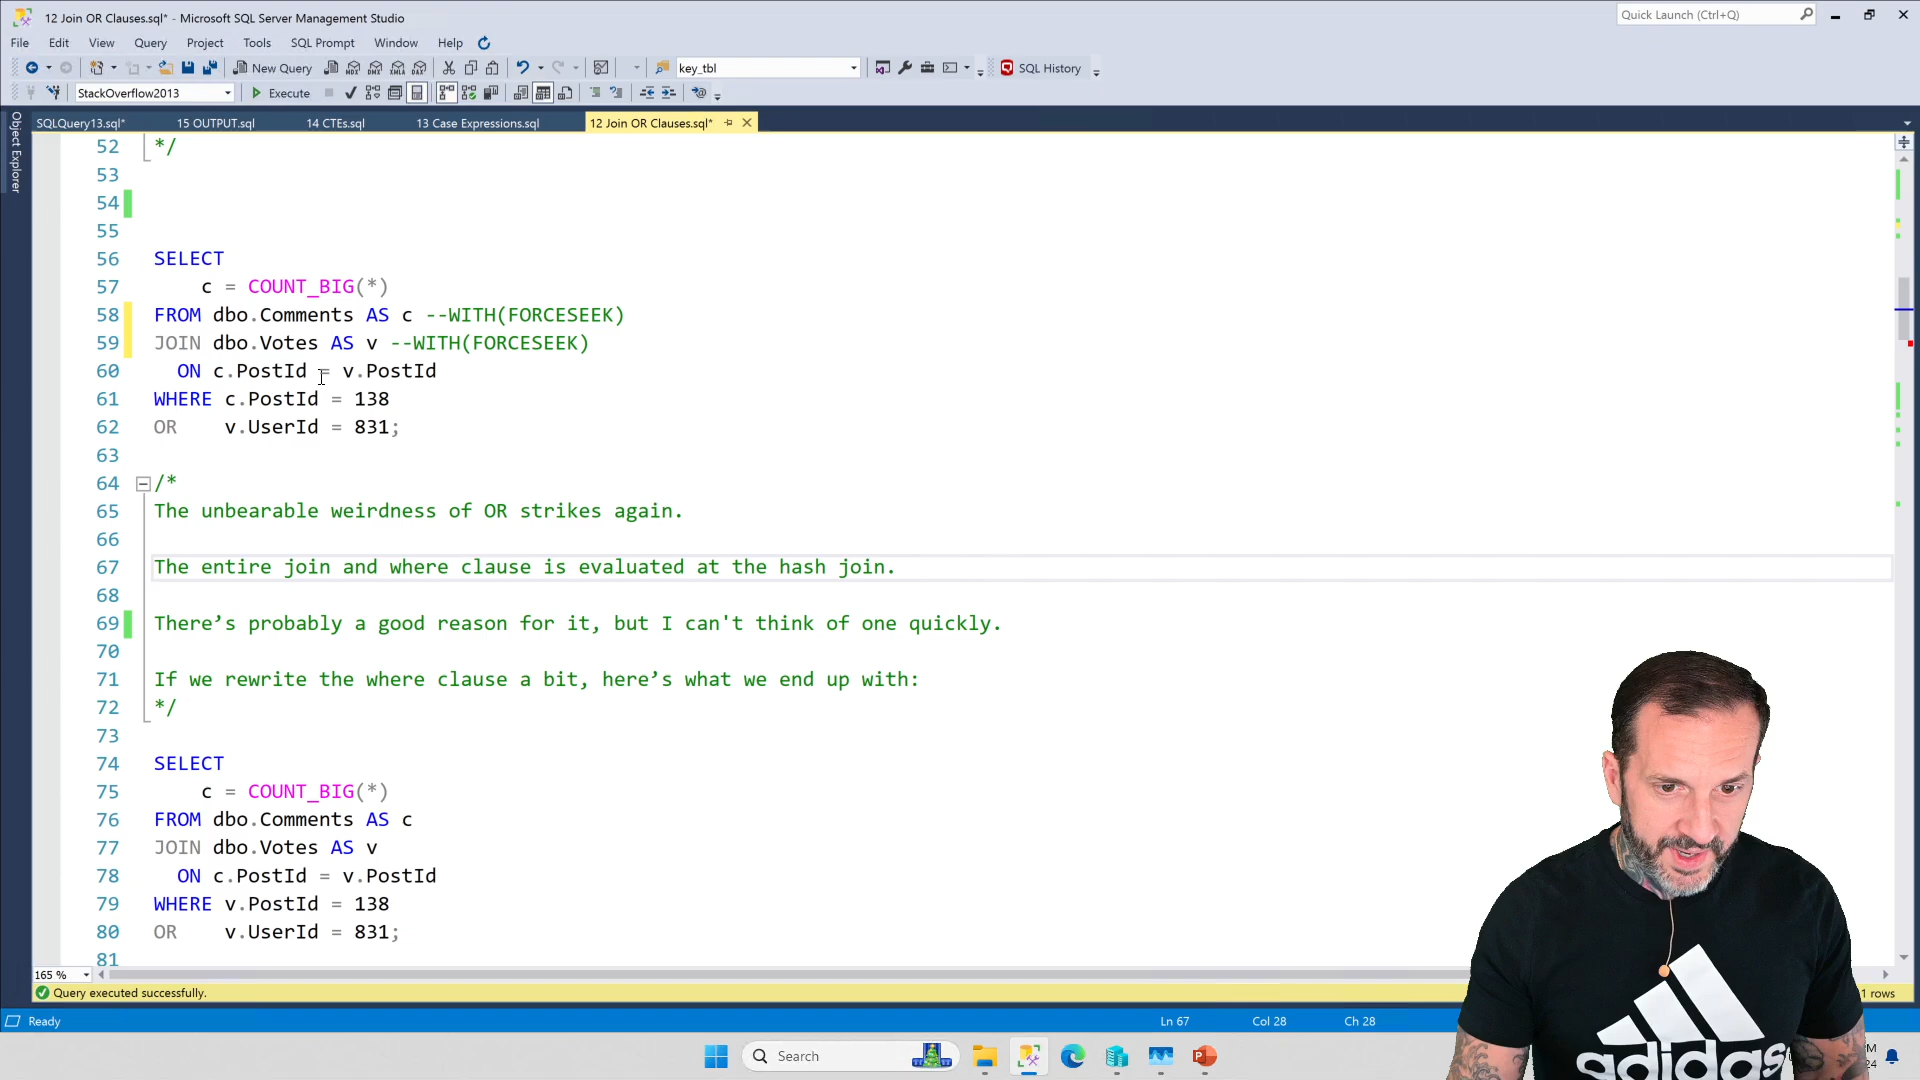 12 Join OR Clauses.sql* - Microsoft SQL Server Management Studio
Quick Launch (Ctrl+Q)
File Edit View Query Project Tools SQL Prompt Window Help
New Query MDX DMX XMLA DAX key_tbl SQL History
StackOverflow2013 Execute
Object Explorer
SQLQuery13.sql* 15 OUTPUT.sql 14 CTEs.sql 13 Case Expressions.sql 12 Join OR Clauses.sql*
52 */
53
54
55
56 SELECT
57 c = COUNT_BIG(*)
58 FROM dbo.Comments AS c --WITH(FORCESEEK)
59 JOIN dbo.Votes AS v --WITH(FORCESEEK)
60 ON c.PostId = v.PostId
61 WHERE c.PostId = 138
62 OR v.UserId = 831;
63
64 /*
65 The unbearable weirdness of OR strikes again.
66
67 The entire join and where clause is evaluated at the hash join.
68
69 There’s probably a good reason for it, but I can't think of one quickly.
70
71 If we rewrite the where clause a bit, here’s what we end up with:
72 */
73
74 SELECT
75 c = COUNT_BIG(*)
76 FROM dbo.Comments AS c
77 JOIN dbo.Votes AS v
78 ON c.PostId = v.PostId
79 WHERE v.PostId = 138
80 OR v.UserId = 831;
81
165 %
Query executed successfully. 1 rows
Ready Ln 67 Col 28 Ch 28
Search
adidas